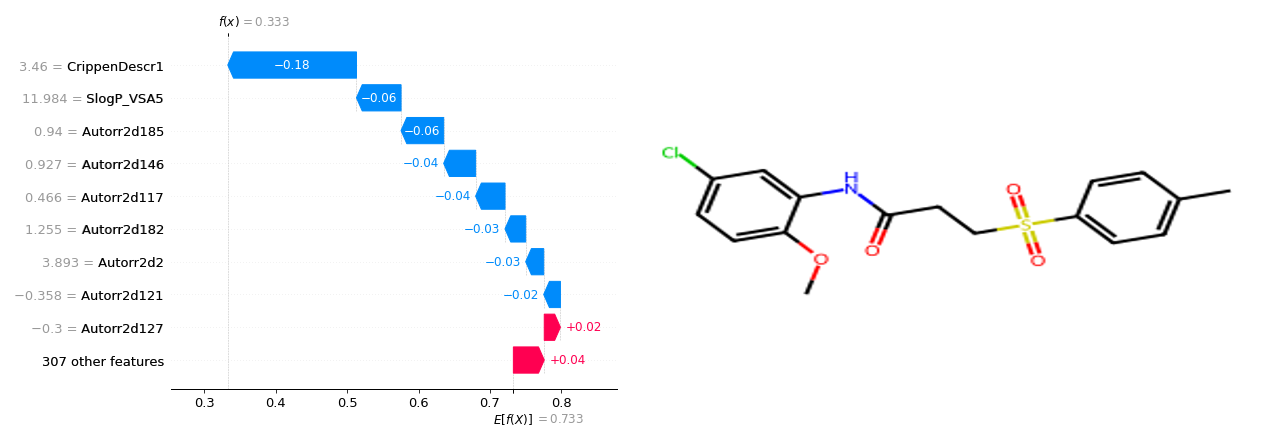 f(x) = 0.333
3.46 = CrippenDescr1
−0.18
11.984 = SlogP_VSA5
−0.06
0.94 = Autorr2d185
−0.06
0.927 = Autorr2d146
−0.04
0.466 = Autorr2d117
−0.04
1.255 = Autorr2d182
−0.03
3.893 = Autorr2d2
−0.03
−0.358 = Autorr2d121
−0.02
−0.3 = Autorr2d127
+0.02
307 other features
+0.04
0.3 0.4 0.5 0.6 0.7 0.8
E[f(X)] = 0.733
Cl
H
N
O
O
O
S
O